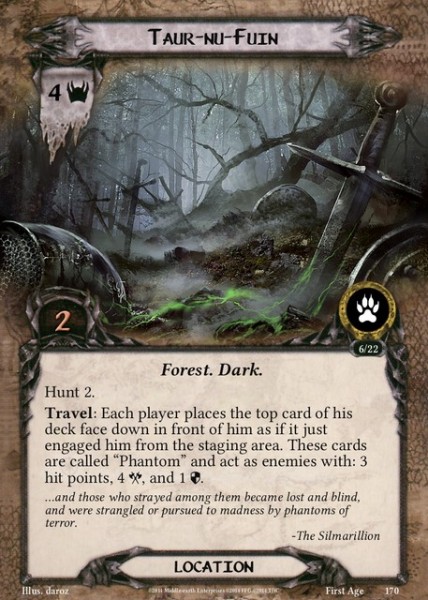 TAUR-NU-FUIN
4
2
6/22
Forest. Dark.
Hunt 2.
Travel: Each player places the top card of his
deck face down in front of him as if it just
engaged him from the staging area. These cards
are called “Phantom” and act as enemies with: 3
hit points, 4 , and 1 .
...and those who strayed among them became lost and blind,
and were strangled or pursued to madness by phantoms of
terror.
-The Silmarillion
LOCATION
Illus. daroz
First Age 170